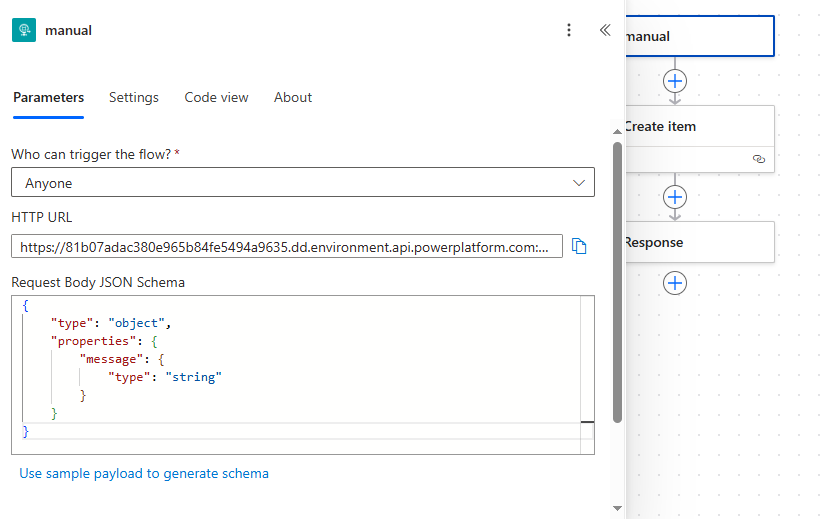 manual
Parameters Settings Code view About
Who can trigger the flow? *
Anyone
HTTP URL
https://81b07adac380e965b84fe5494a9635.dd.environment.api.powerplatform.com:...
Request Body JSON Schema
{
    "type": "object",
    "properties": {
        "message": {
            "type": "string"
        }
    }
}
Use sample payload to generate schema
manual
Create item
Response